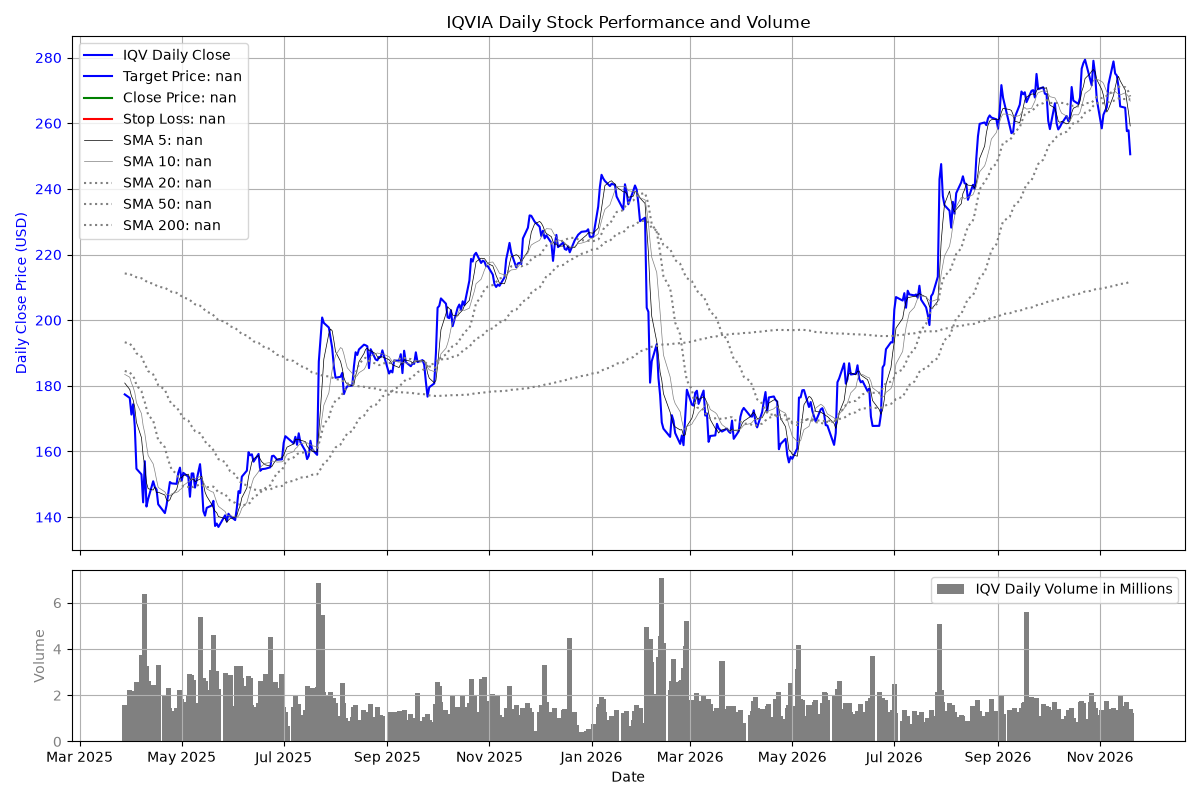 IQVIA Daily Stock Performance and Volume
280
260
240
220
200
180
160
140
Daily Close Price (USD)
IQV Daily Close
Target Price: nan
Close Price: nan
Stop Loss: nan
SMA 5: nan
SMA 10: nan
SMA 20: nan
SMA 50: nan
SMA 200: nan
6
4
2
0
Volume
IQV Daily Volume in Millions
Mar 2025
May 2025
Jul 2025
Sep 2025
Nov 2025
Jan 2026
Mar 2026
May 2026
Jul 2026
Sep 2026
Nov 2026
Date